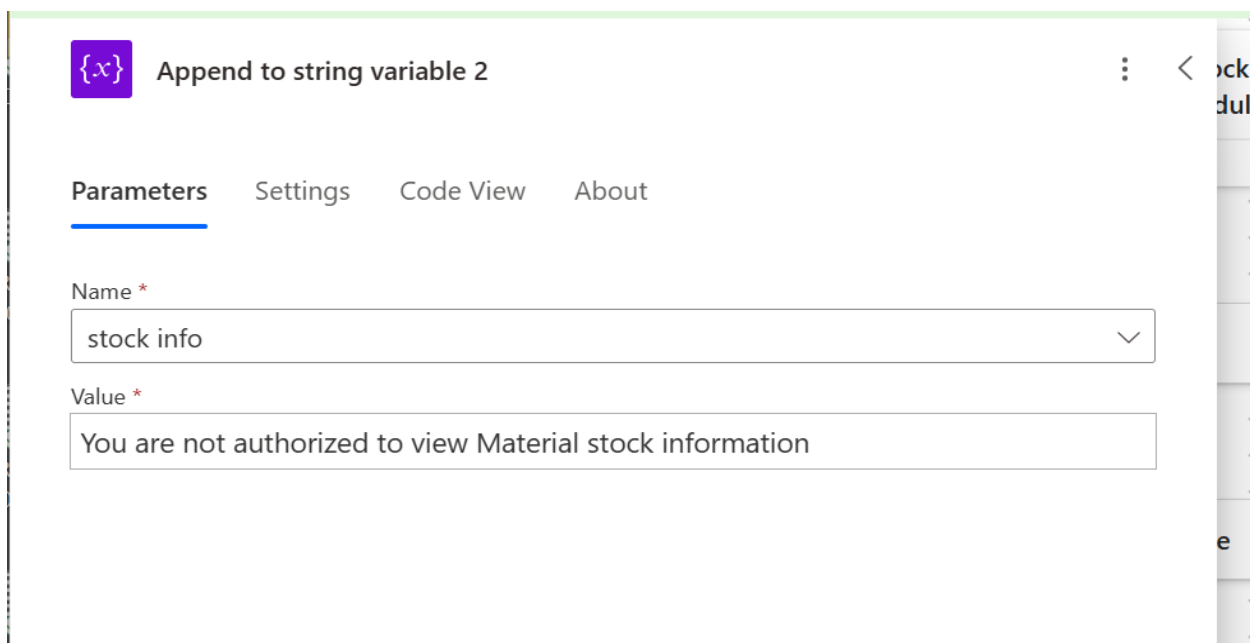 {x} Append to string variable 2
Parameters Settings Code View About
Name *
stock info
Value *
You are not authorized to view Material stock information